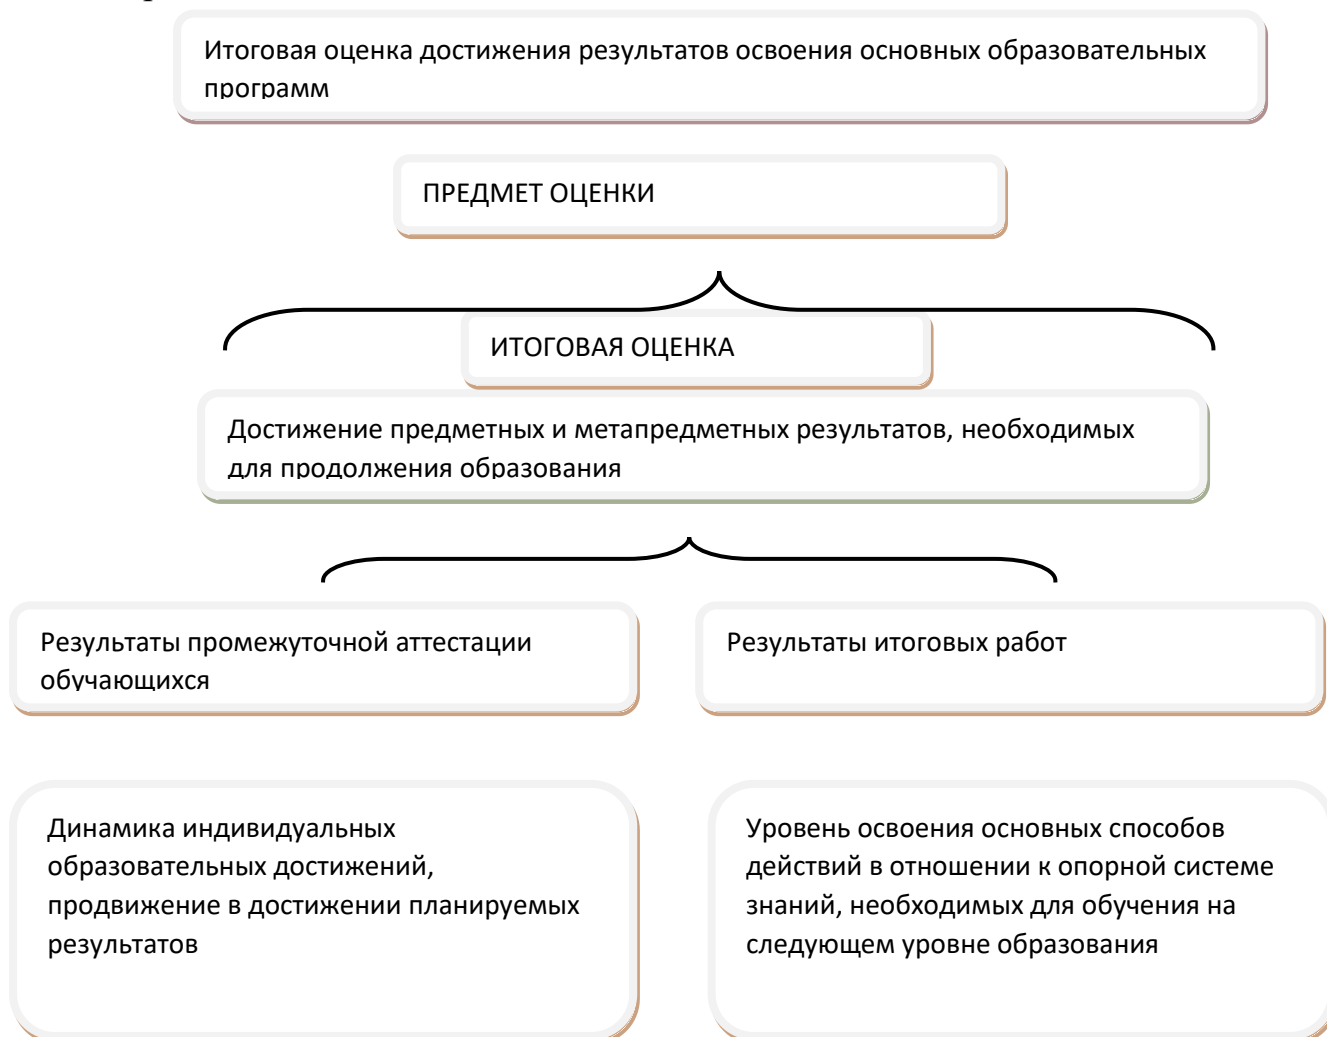 Итоговая оценка достижения результатов освоения основных образовательных
программ
ПРЕДМЕТ ОЦЕНКИ
ИТОГОВАЯ ОЦЕНКА
Достижение предметных и метапредметных результатов, необходимых
для продолжения образования
Результаты промежуточной аттестации
обучающихся
Результаты итоговых работ
Динамика индивидуальных
образовательных достижений,
продвижение в достижении планируемых
результатов
Уровень освоения основных способов
действий в отношении к опорной системе
знаний, необходимых для обучения на
следующем уровне образования